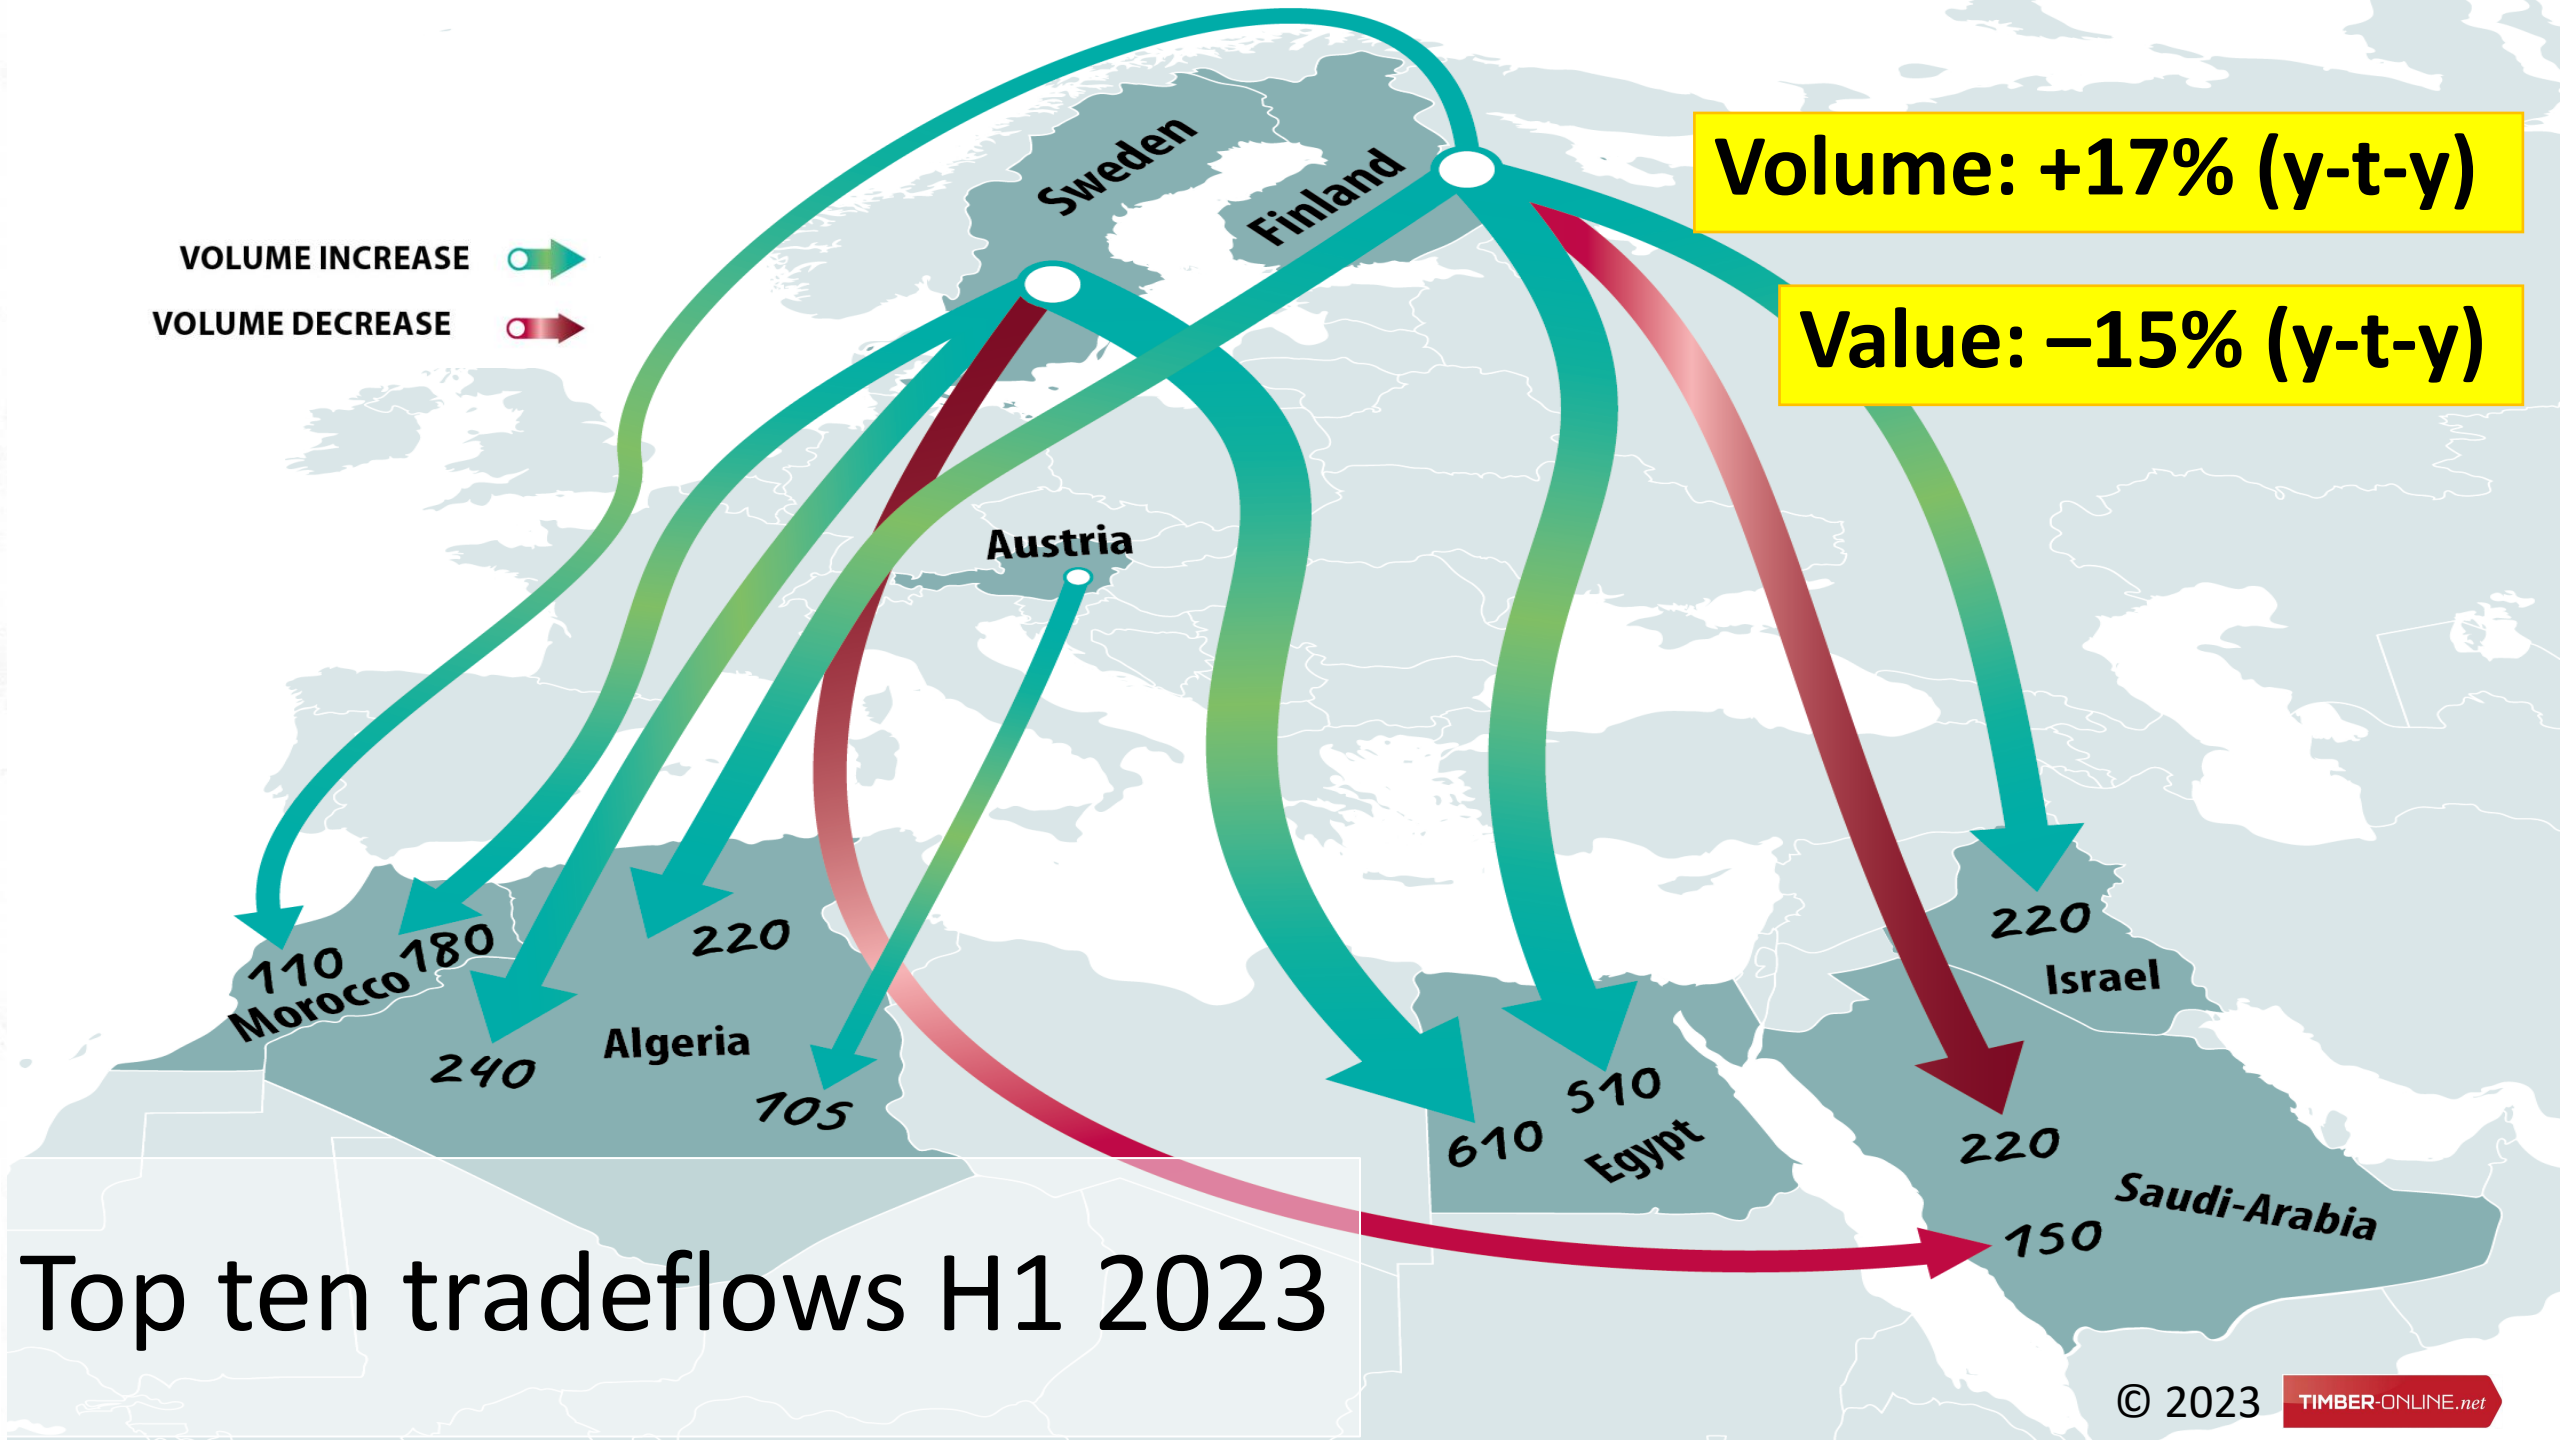 Sweden
Finland
Volume: +17% (y-t-y)
VOLUME INCREASE
VOLUME DECREASE
Value: –15% (y-t-y)
Austria
220
220
110
180
Morocco
Israel
240
Algeria
105
510
610
Egypt
220
Saudi-Arabia
150
Top ten tradeflows H1 2023
© 2023
TIMBER-ONLINE.net